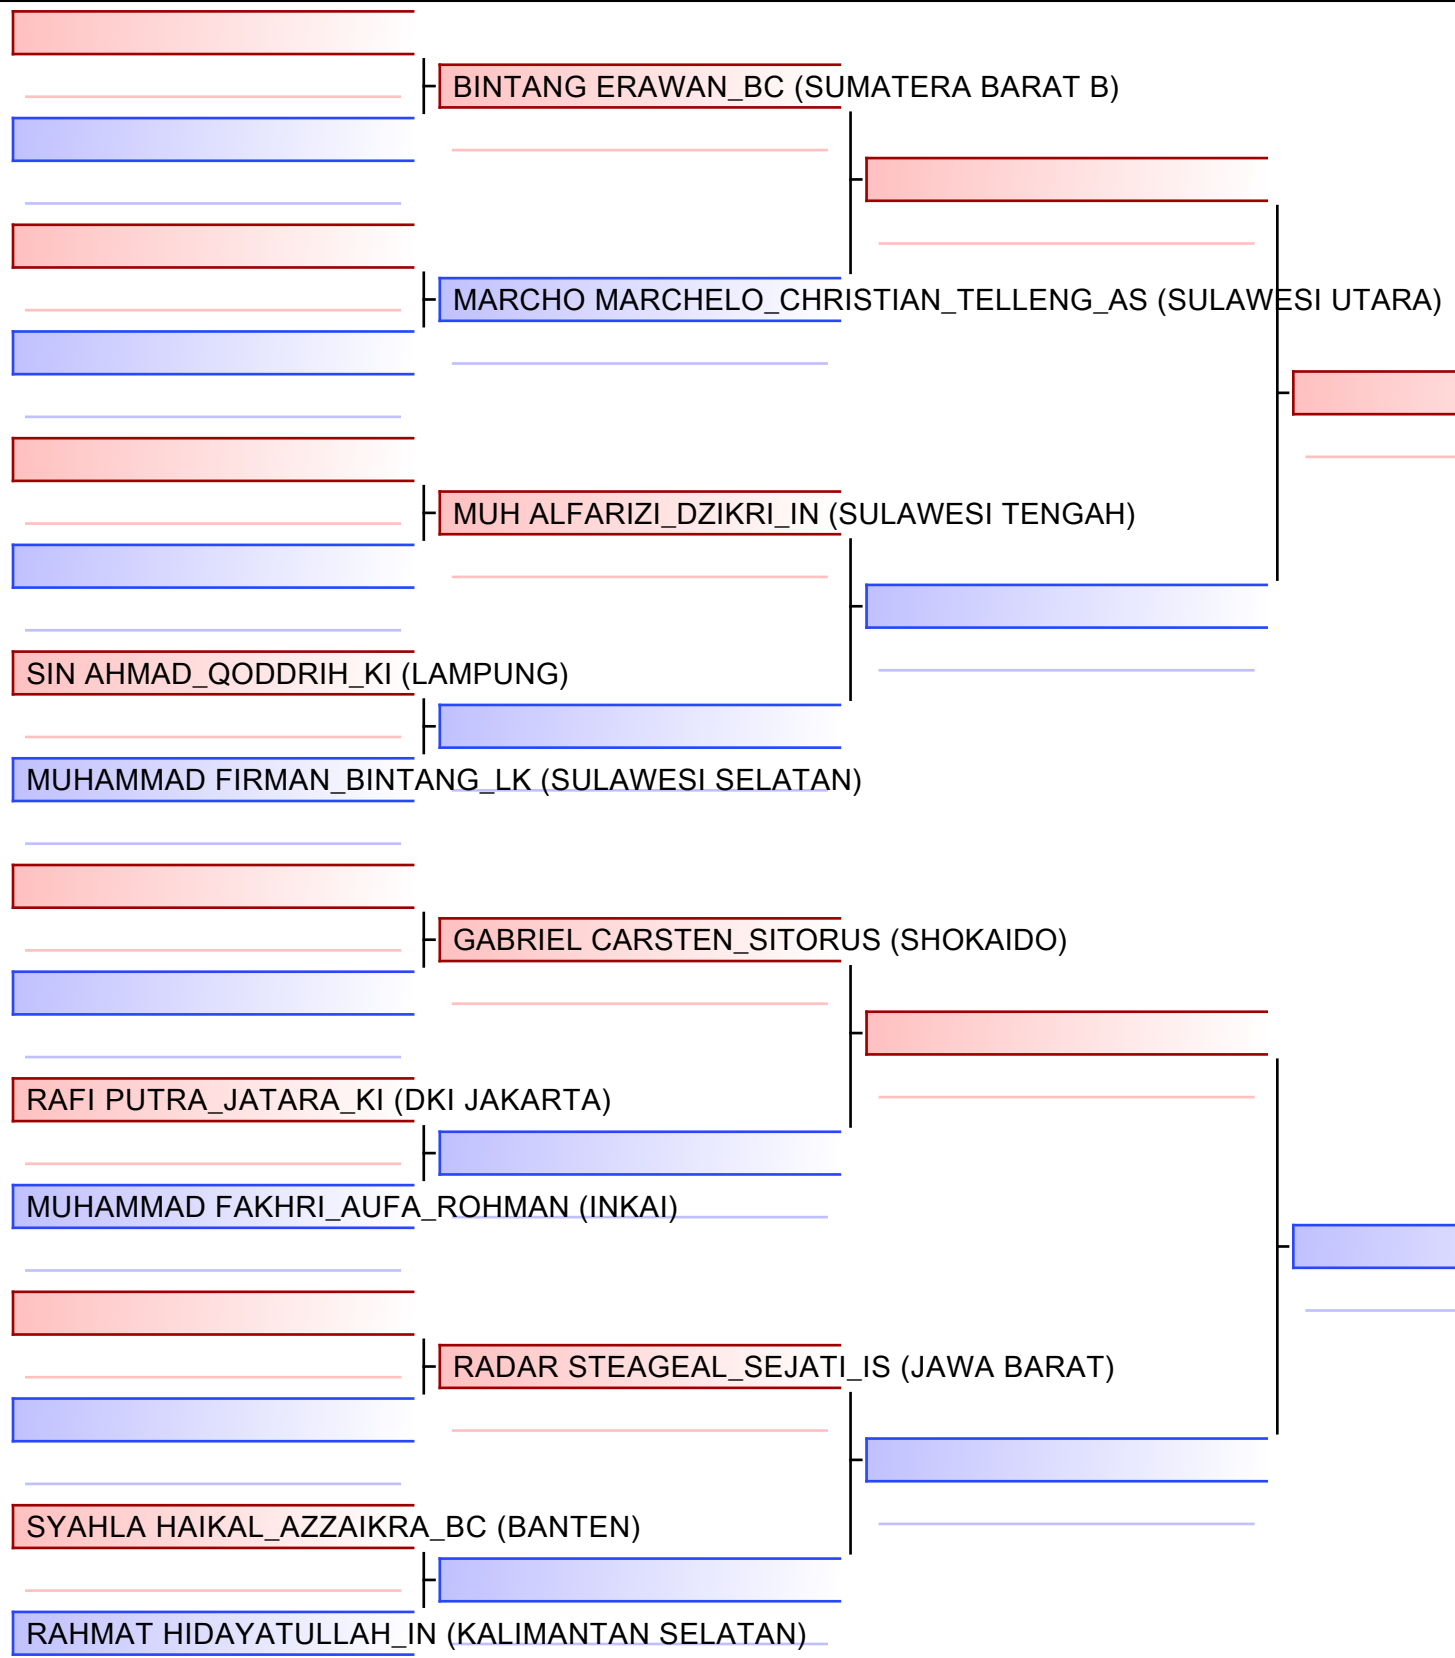 BINTANG ERAWAN_BC (SUMATERA BARAT B)
MARCHO MARCHELO_CHRISTIAN_TELLENG_AS (SULAWESI UTARA)
MUH ALFARIZI_DZIKRI_IN (SULAWESI TENGAH)
SIN AHMAD_QODDRIH_KI (LAMPUNG)
MUHAMMAD FIRMAN_BINTANG_LK (SULAWESI SELATAN)
GABRIEL CARSTEN_SITORUS (SHOKAIDO)
RAFI PUTRA_JATARA_KI (DKI JAKARTA)
MUHAMMAD FAKHRI_AUFA_ROHMAN (INKAI)
RADAR STEAGEAL_SEJATI_IS (JAWA BARAT)
SYAHLA HAIKAL_AZZAIKRA_BC (BANTEN)
RAHMAT HIDAYATULLAH_IN (KALIMANTAN SELATAN)